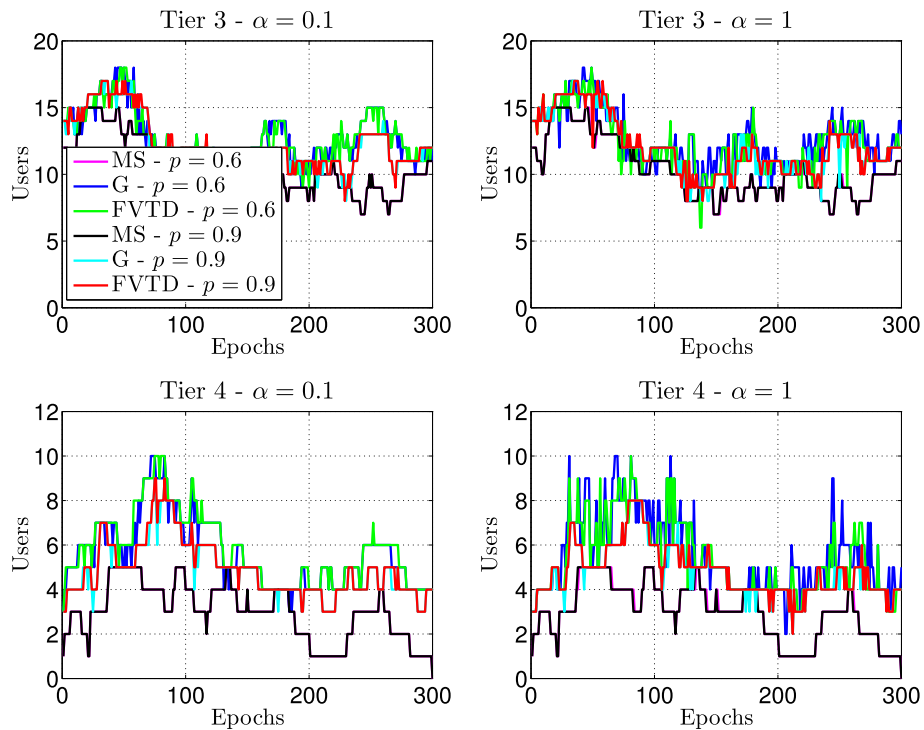 Tier 3 - α = 0.1
Tier 3 - α = 1
20
15
10
5
0
Users
MS - p = 0.6
G - p = 0.6
FVTD - p = 0.6
MS - p = 0.9
G - p = 0.9
FVTD - p = 0.9
0 100 200 300
Epochs
20
15
10
5
0
Users
0 100 200 300
Epochs
Tier 4 - α = 0.1
Tier 4 - α = 1
12
10
8
6
4
2
0
Users
0 100 200 300
Epochs
12
10
8
6
4
2
0
Users
0 100 200 300
Epochs